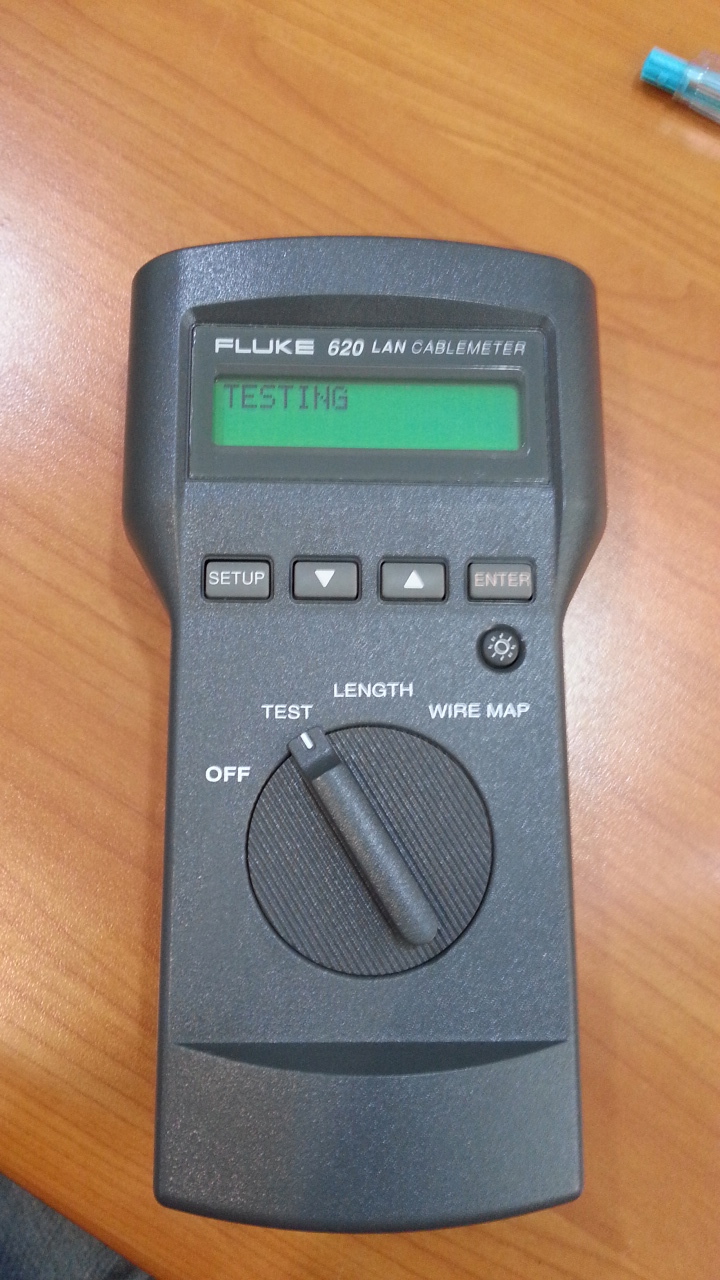 FLUKE 620 LAN CABLEMETER
TESTING
SETUP ENTER
LENGTH
TEST WIRE MAP
OFF